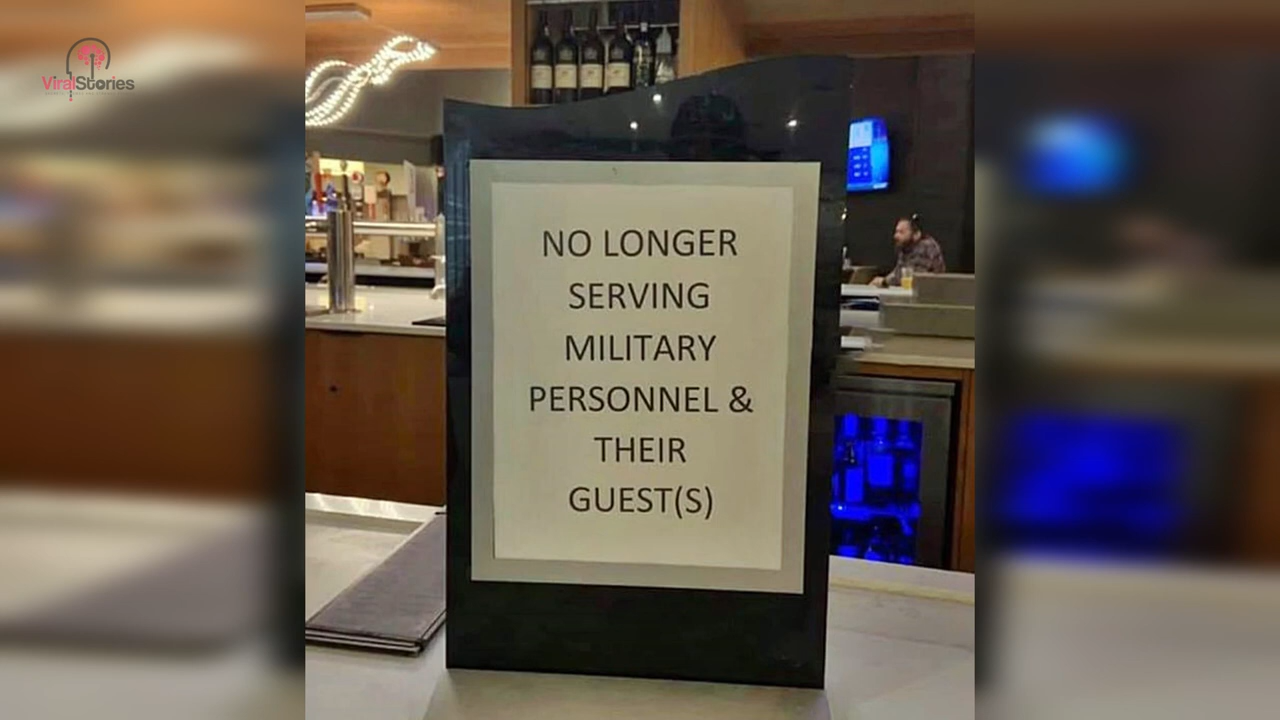 ViralStories
NO LONGER
SERVING
MILITARY
PERSONNEL &
THEIR
GUEST(S)